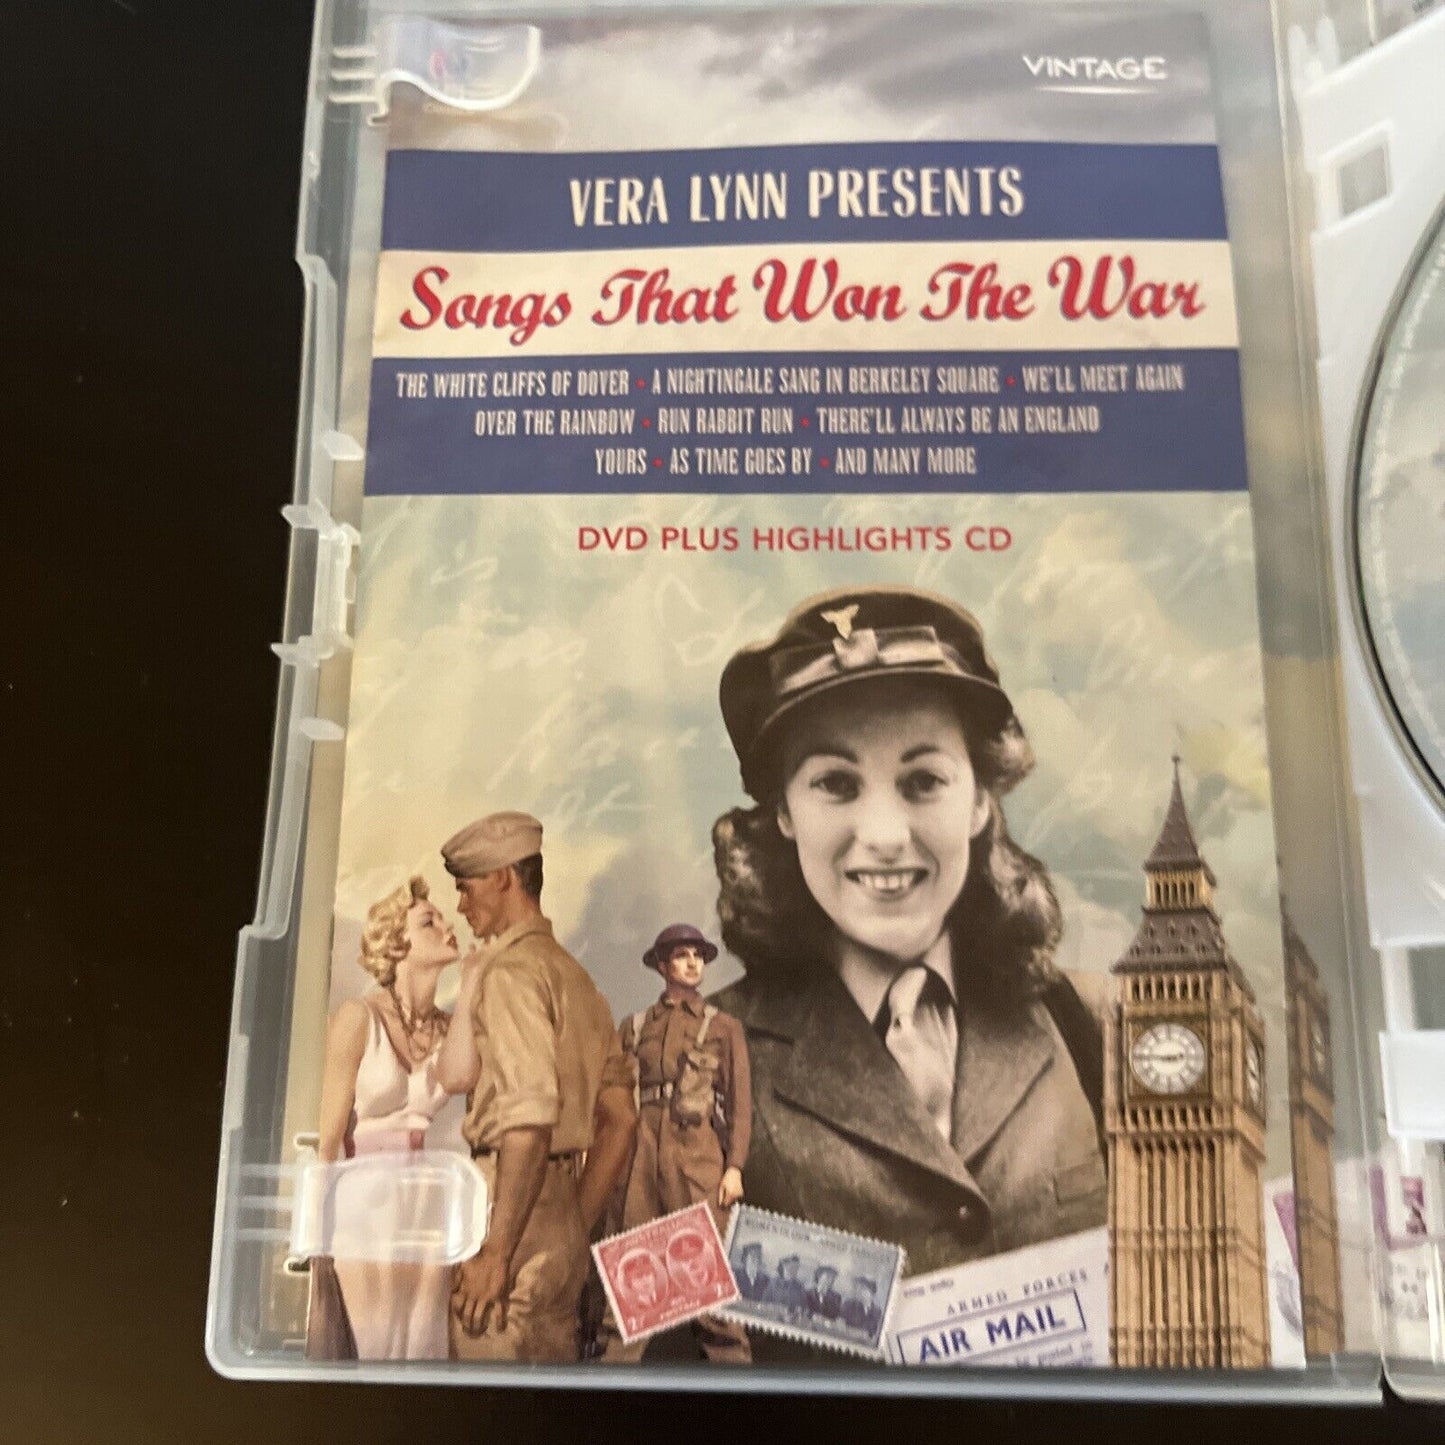 VINTAGE
VERA LYNN PRESENTS
Songs That Won The War
THE WHITE CLIFFS OF DOVER • A NIGHTINGALE SANG IN BERKELEY SQUARE • WE'LL MEET AGAIN
OVER THE RAINBOW • RUN RABBIT RUN • THERE'LL ALWAYS BE AN ENGLAND
YOURS • AS TIME GOES BY • AND MANY MORE
DVD PLUS HIGHLIGHTS CD
ARMED FORCES
AIR MAIL